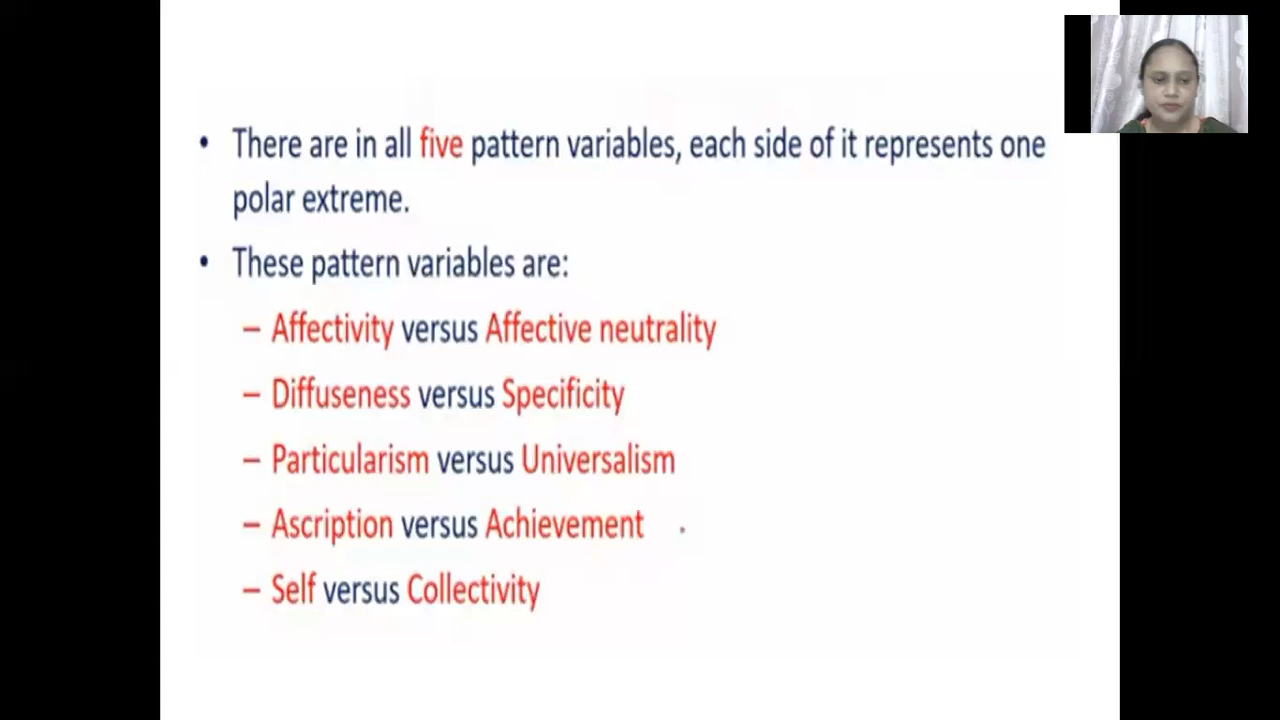 • There are in all five pattern variables, each side of it represents one
polar extreme.
• These pattern variables are:
– Affectivity versus Affective neutrality
– Diffuseness versus Specificity
– Particularism versus Universalism
– Ascription versus Achievement
– Self versus Collectivity